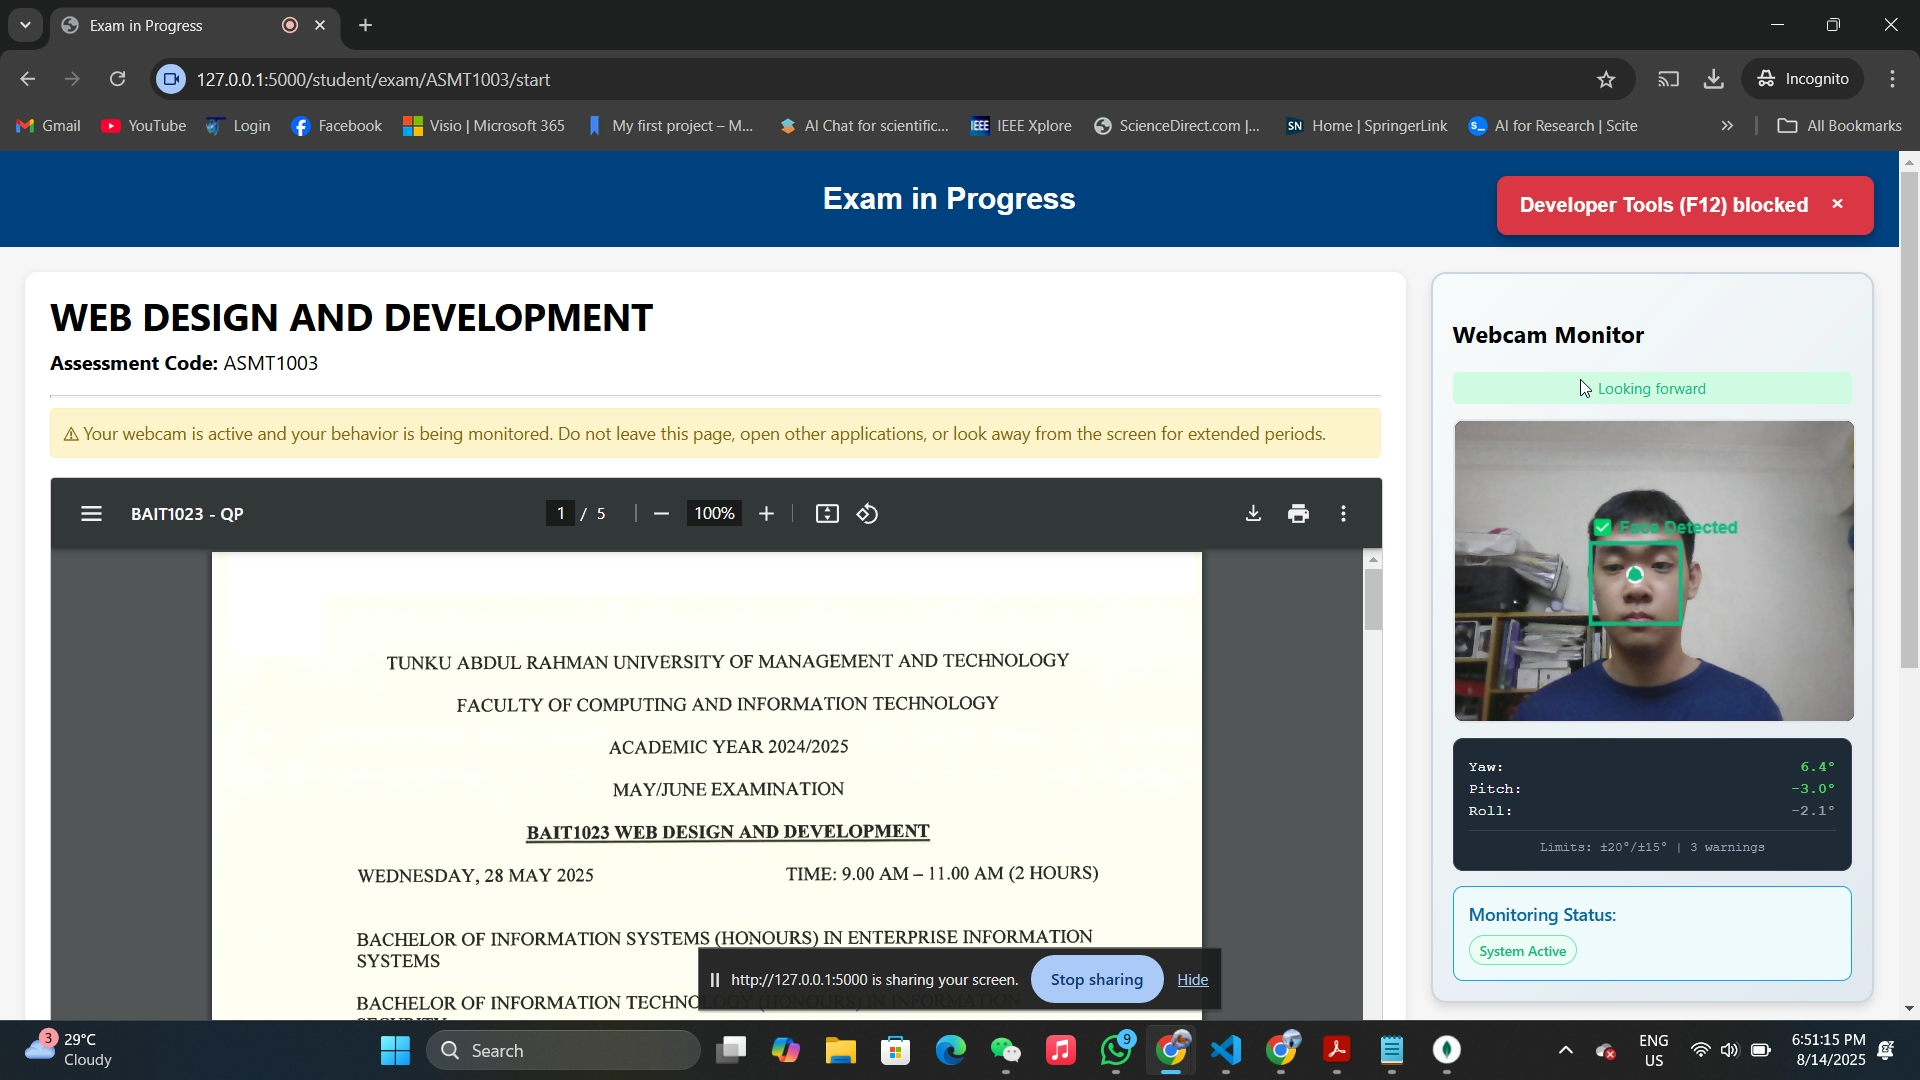 Exam in Progress
127.0.0.1:5000/student/exam/ASMT1003/start
Incognito
Gmail
YouTube
Login
Facebook
Visio | Microsoft 365
My first project – M...
AI Chat for scientific...
IEEE
IEEE Xplore
ScienceDirect.com |...
SN
Home | SpringerLink
AI for Research | Scite
All Bookmarks
Exam in Progress
Developer Tools (F12) blocked ×
WEB DESIGN AND DEVELOPMENT
Assessment Code: ASMT1003
⚠ Your webcam is active and your behavior is being monitored. Do not leave this page, open other applications, or look away from the screen for extended periods.
BAIT1023 - QP
1 / 5
100%
TUNKU ABDUL RAHMAN UNIVERSITY OF MANAGEMENT AND TECHNOLOGY
FACULTY OF COMPUTING AND INFORMATION TECHNOLOGY
ACADEMIC YEAR 2024/2025
MAY/JUNE EXAMINATION
BAIT1023 WEB DESIGN AND DEVELOPMENT
WEDNESDAY, 28 MAY 2025 TIME: 9.00 AM – 11.00 AM (2 HOURS)
BACHELOR OF INFORMATION SYSTEMS (HONOURS) IN ENTERPRISE INFORMATION
SYSTEMS
BACHELOR OF INFORMATION TECHNOLOGY (HONOURS) IN INFORMATION
Webcam Monitor
Looking forward
Face Detected
Yaw: 6.4°
Pitch: -3.0°
Roll: -2.1°
Limits: ±20°/±15° | 3 warnings
Monitoring Status:
System Active
http://127.0.0.1:5000 is sharing your screen.
Stop sharing
Hide
3
29°C
Cloudy
Search
9
ENG
US
6:51:15 PM
8/14/2025